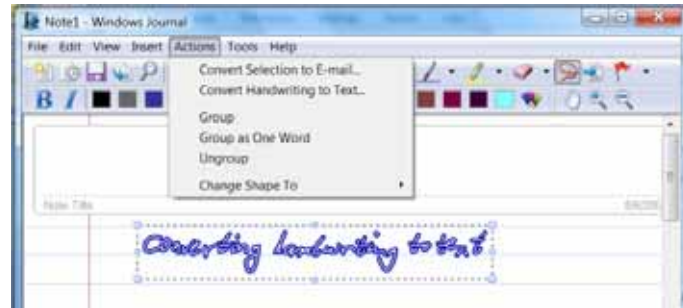 Note1 - Windows Journal
File Edit View Insert Actions Tools Help
Convert Selection to E-mail...
Convert Handwriting to Text...
B I
Group
Group as One Word
Ungroup
Change Shape To
Note Title
Converting handwriting to text